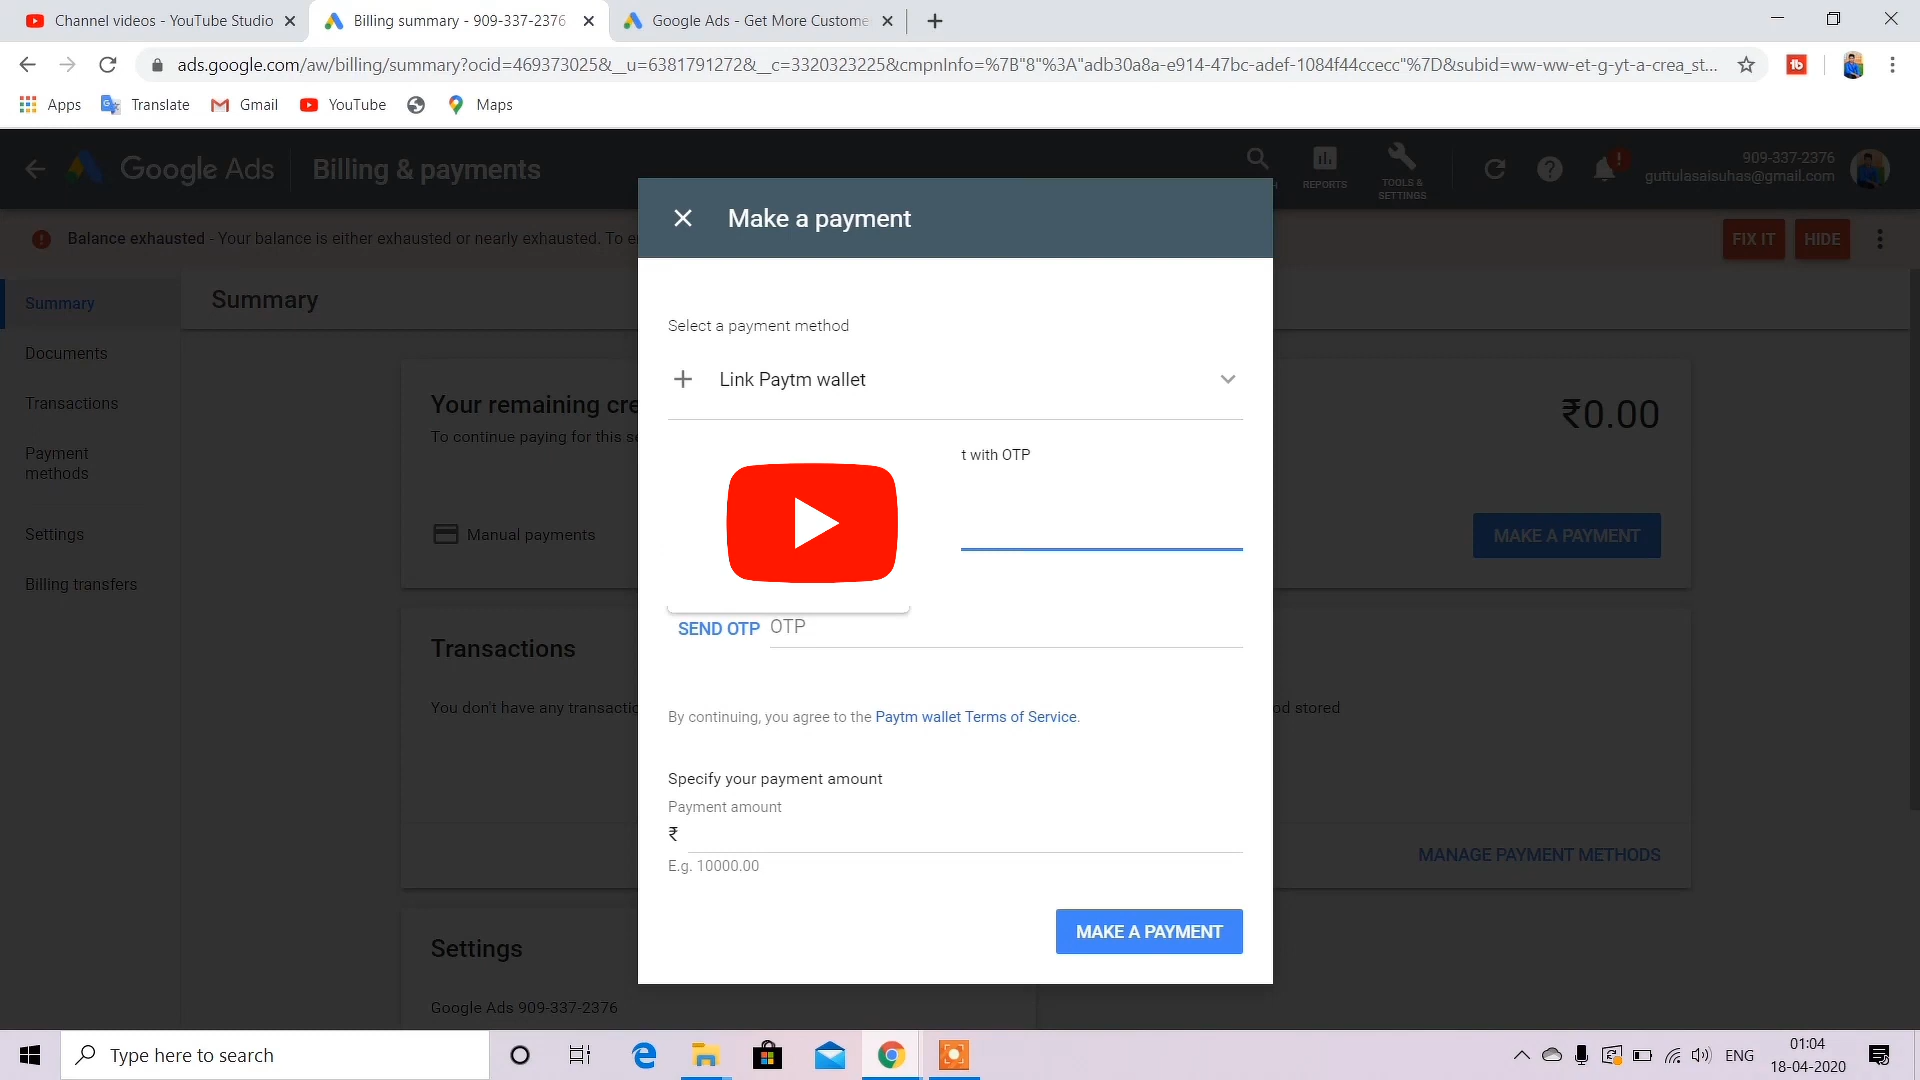 Channel videos - YouTube Studio
Billing summary - 909-337-2376
Google Ads - Get More Custome
ads.google.com/aw/billing/summary?ocid=469373025&__u=6381791272&__c=3320323225&cmpnInfo=%7B"8"%3A"adb30a8a-e914-47bc-adef-1084f44ccecc"%7D&subid=ww-ww-et-g-yt-a-crea_st...
Apps
Translate
Gmail
YouTube
Maps
Google Ads
Billing & payments
REPORTS
TOOLS &
SETTINGS
909-337-2376
guttulasaisuhas@gmail.com
Balance exhausted - Your balance is either exhausted or nearly exhausted. To e
FIX IT
HIDE
Make a payment
Summary
Documents
Transactions
Payment
methods
Settings
Billing transfers
Summary
Your remaining cre
To continue paying for this se
₹0.00
Manual payments
MAKE A PAYMENT
Transactions
You don't have any transactio
od stored
MANAGE PAYMENT METHODS
Settings
Google Ads 909-337-2376
Select a payment method
Link Paytm wallet
t with OTP
SEND OTP
OTP
By continuing, you agree to the Paytm wallet Terms of Service.
Specify your payment amount
Payment amount
₹
E.g. 10000.00
MAKE A PAYMENT
Type here to search
ENG
01:04
18-04-2020